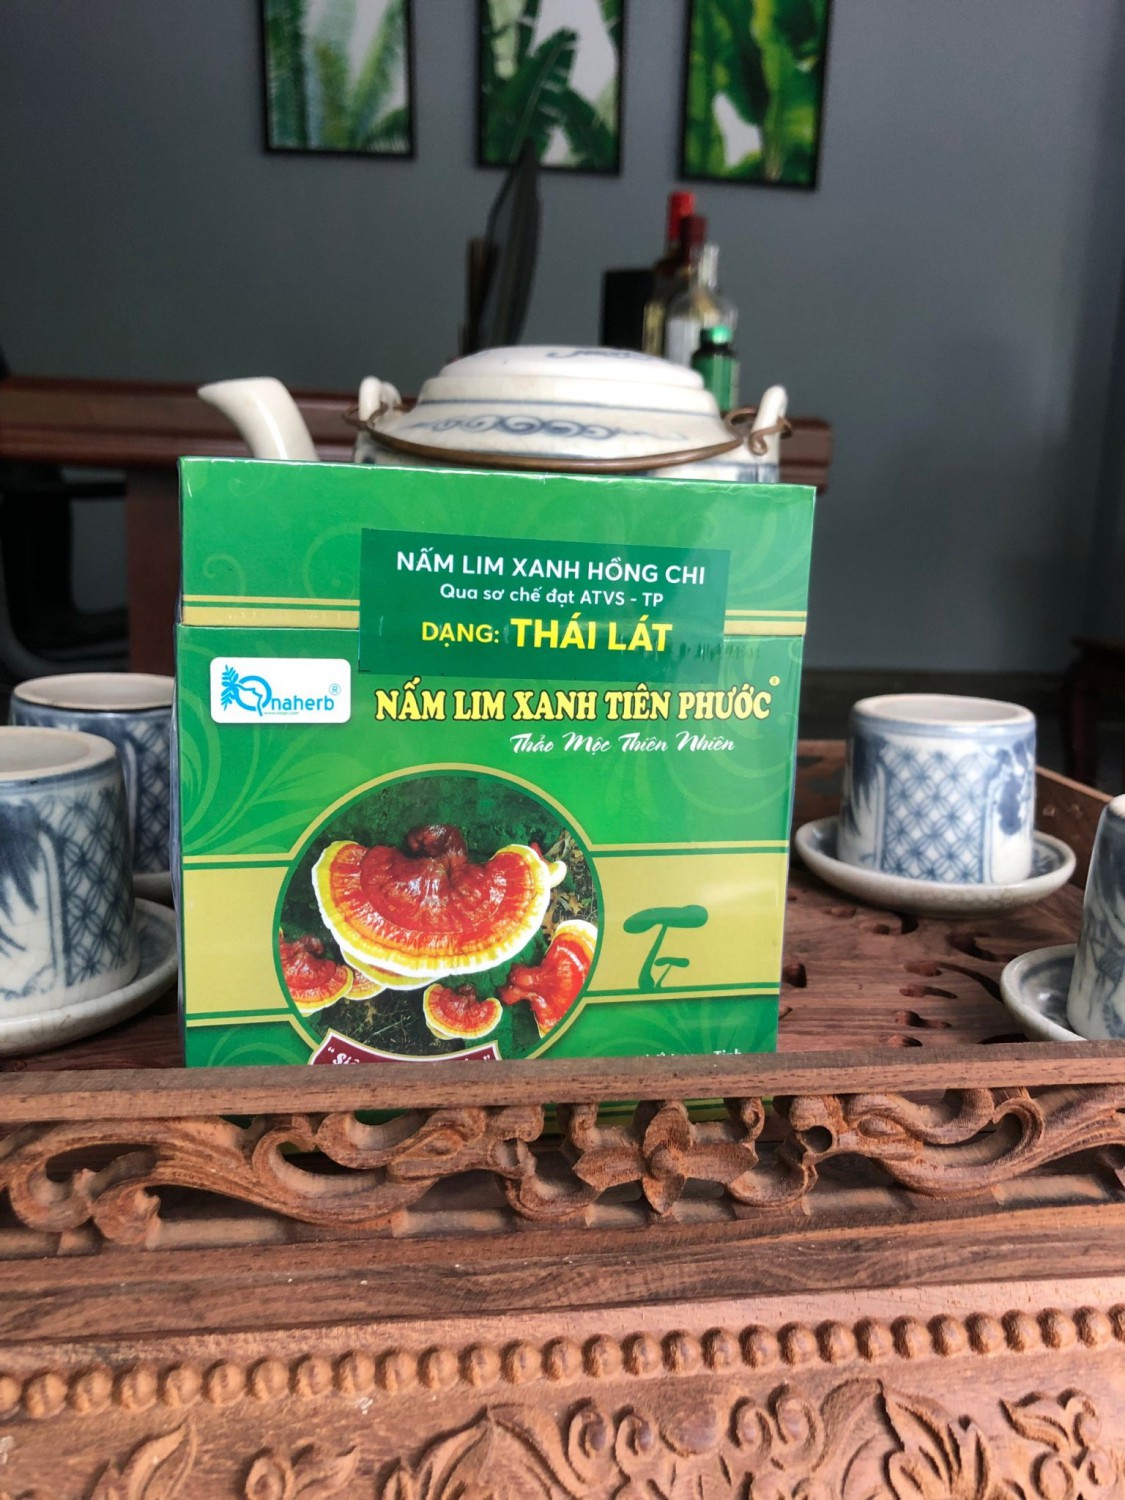 NẤM LIM XANH HỒNG CHI
Qua sơ chế đạt ATVS - TP
DẠNG: THÁI LÁT
Qnaherb ®
NẤM LIM XANH TIÊN PHƯỚC ®
Thảo Mộc Thiên Nhiên